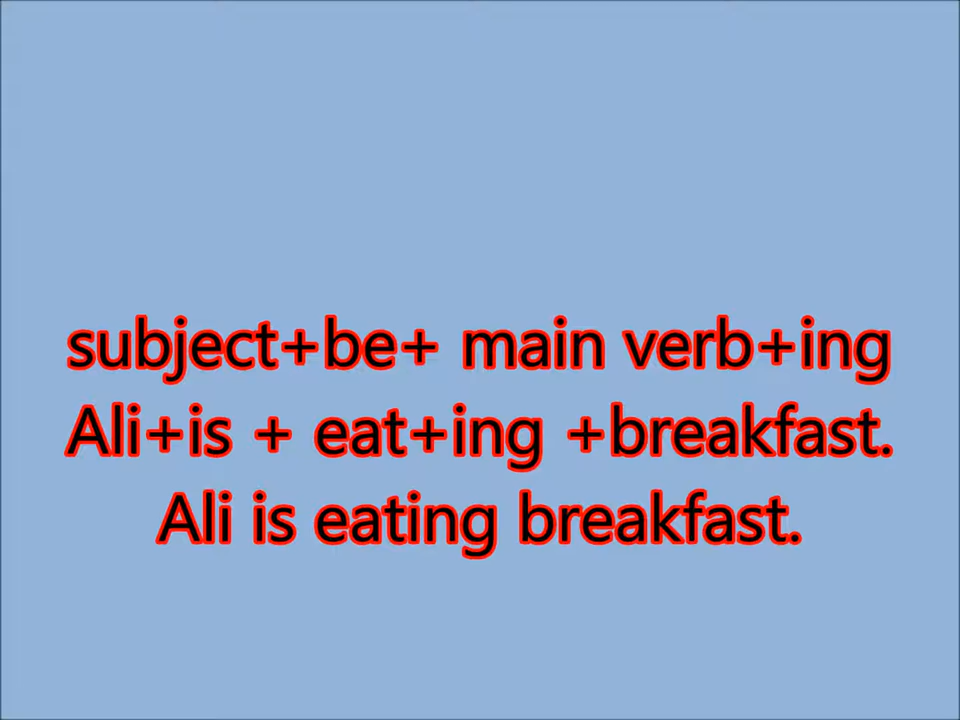 subject+be+ main verb+ing
Ali+is + eat+ing +breakfast.
Ali is eating breakfast.